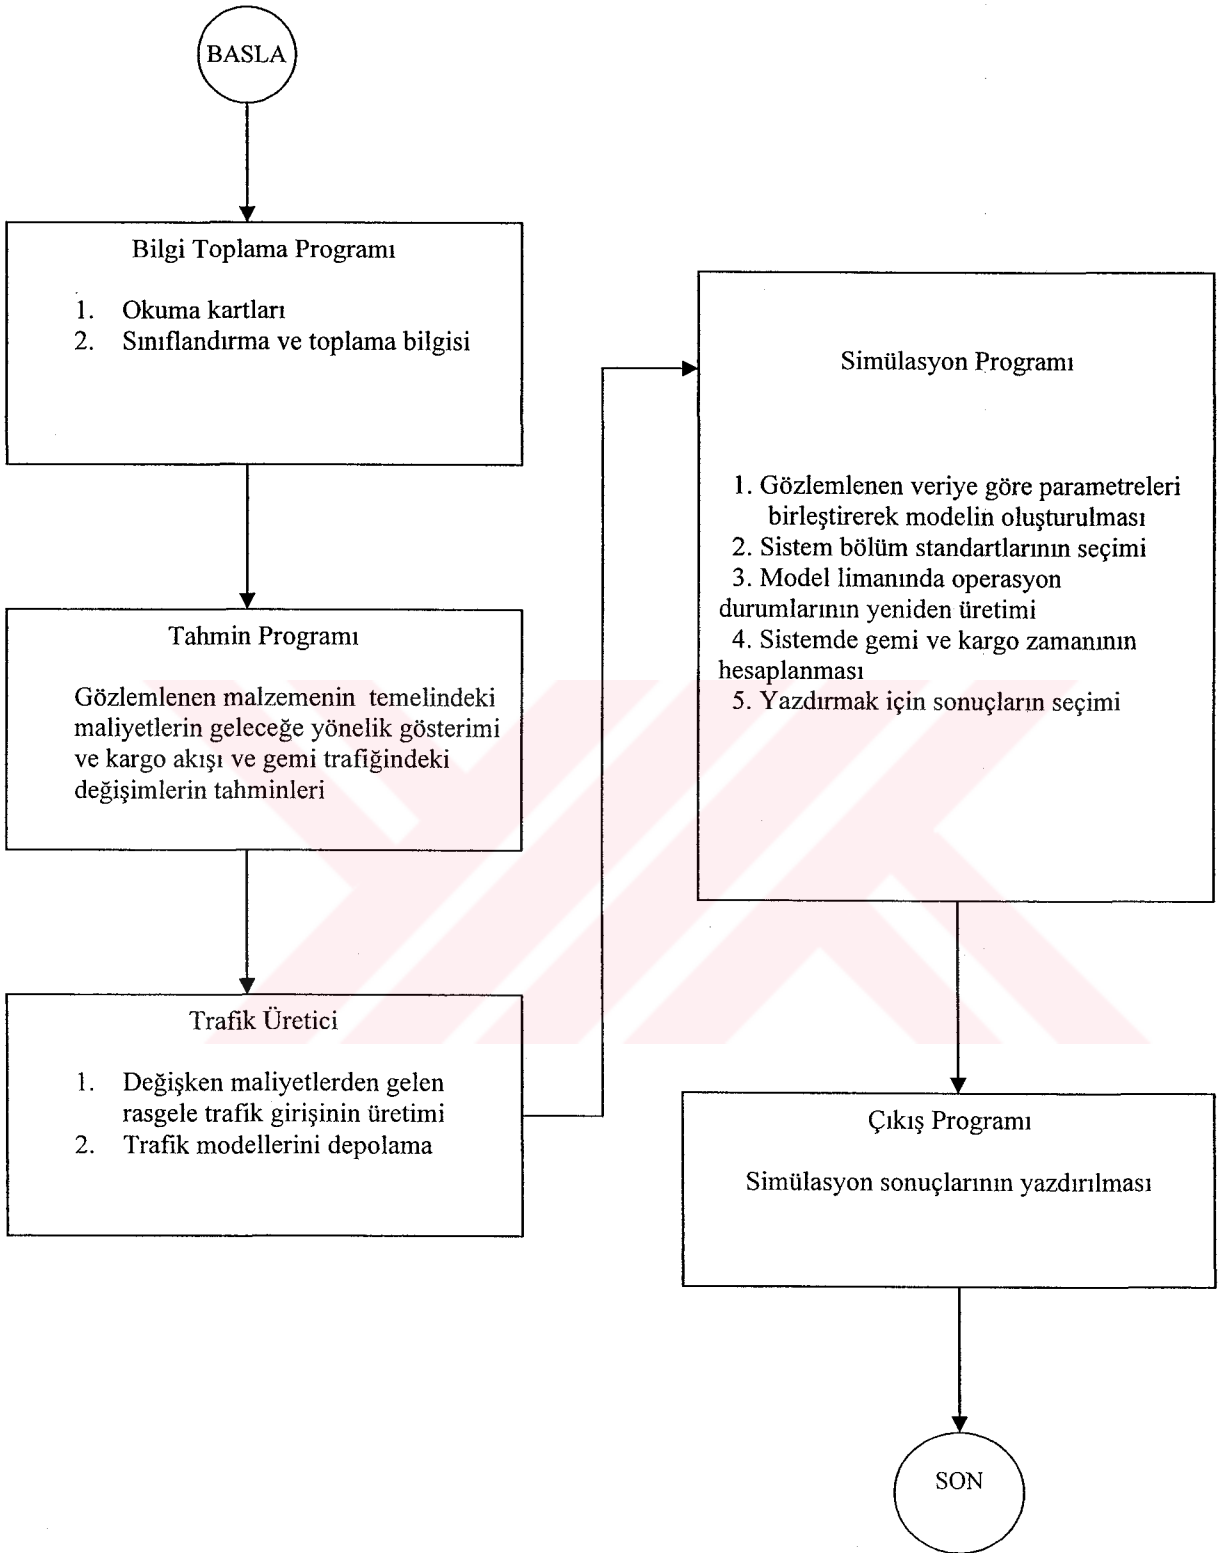 BASLA
Bilgi Toplama Programı
1. Okuma kartları
2. Sınıflandırma ve toplama bilgisi
Tahmin Programı
Gözlemlenen malzemenin temelindeki
maliyetlerin geleceğe yönelik gösterimi
ve kargo akışı ve gemi trafiğindeki
değişimlerin tahminleri
Trafik Üretici
1. Değişken maliyetlerden gelen
rasgele trafik girişinin üretimi
2. Trafik modellerini depolama
Simülasyon Programı
1. Gözlemlenen veriye göre parametreleri
birleştirerek modelin oluşturulması
2. Sistem bölüm standartlarının seçimi
3. Model limanında operasyon
durumlarının yeniden üretimi
4. Sistemde gemi ve kargo zamanının
hesaplanması
5. Yazdırmak için sonuçların seçimi
Çıkış Programı
Simülasyon sonuçlarının yazdırılması
SON